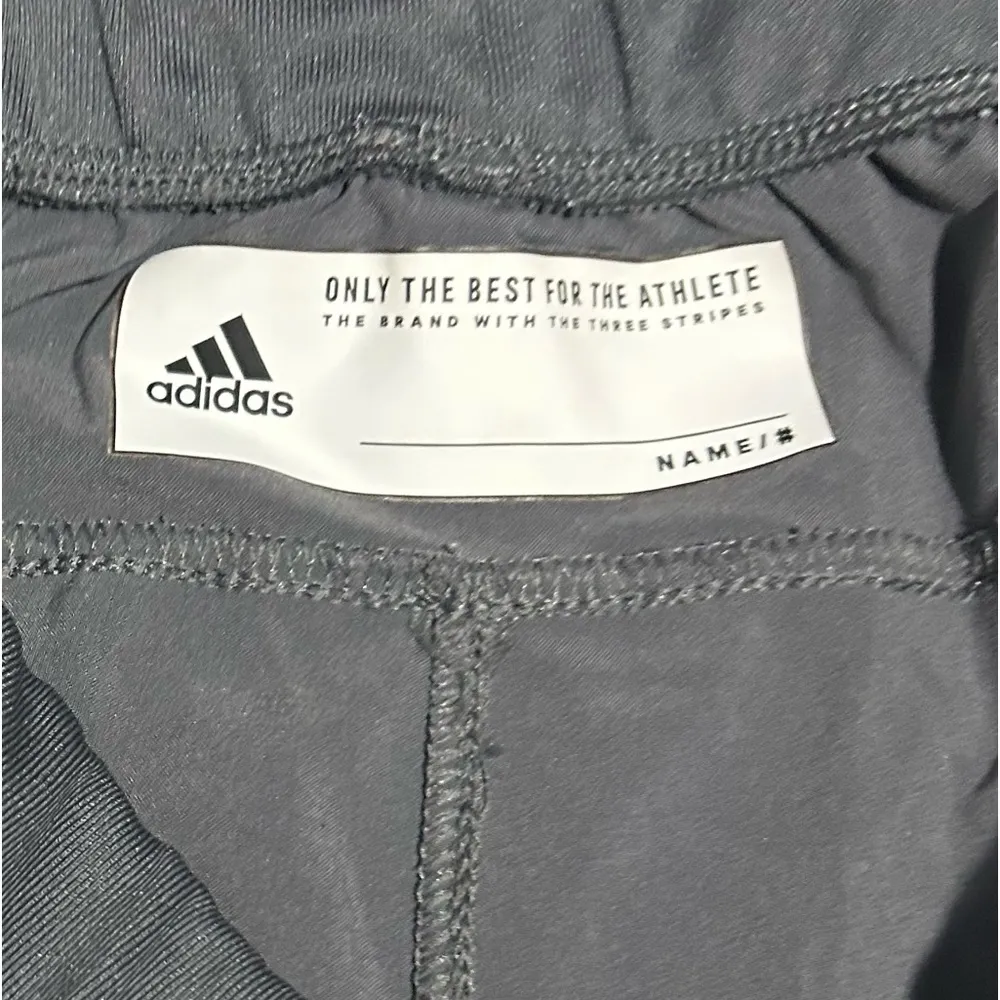 ONLY THE BEST FOR THE ATHLETE
THE BRAND WITH THE THREE STRIPES
adidas
NAME/#